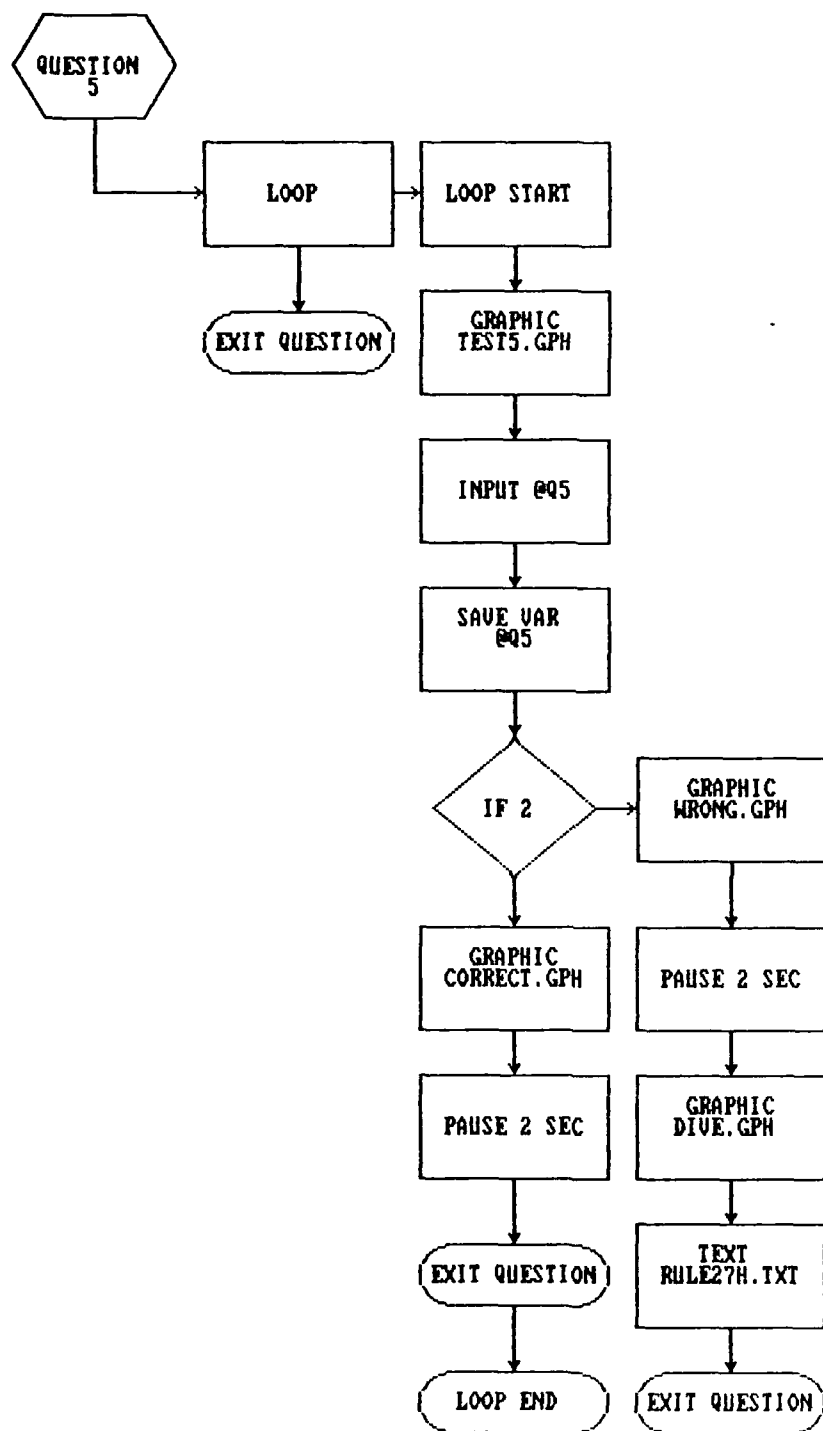 QUESTION
5
LOOP
LOOP START
EXIT QUESTION
GRAPHIC
TEST5.GPH
INPUT @Q5
SAVE VAR
@Q5
IF 2
GRAPHIC
WRONG.GPH
GRAPHIC
CORRECT.GPH
PAUSE 2 SEC
PAUSE 2 SEC
GRAPHIC
DIVE.GPH
EXIT QUESTION
TEXT
RULE27H.TXT
LOOP END
EXIT QUESTION